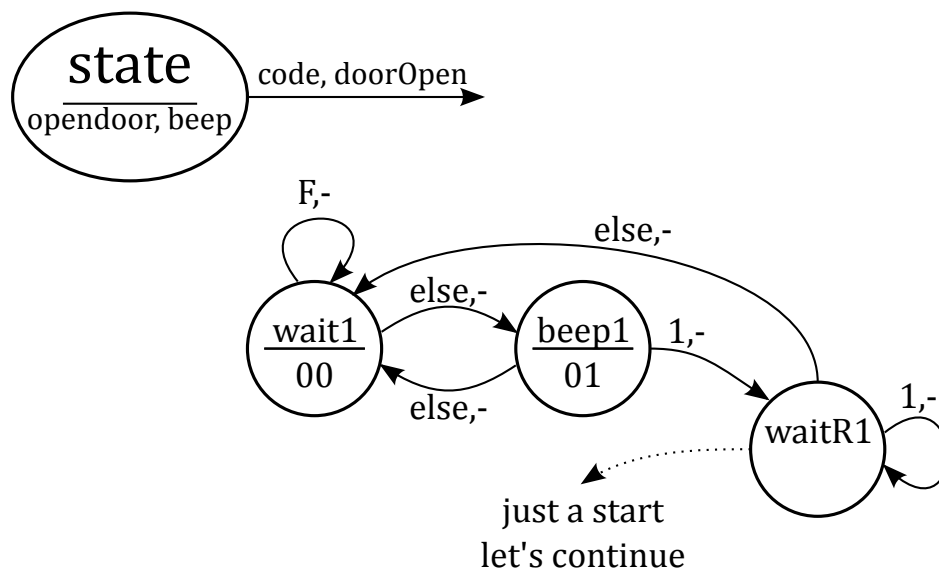 state
opendoor, beep
code, doorOpen
F,-
else,-
else,-
wait1
00
beep1
01
1,-
else,-
waitR1
1,-
just a start
let's continue